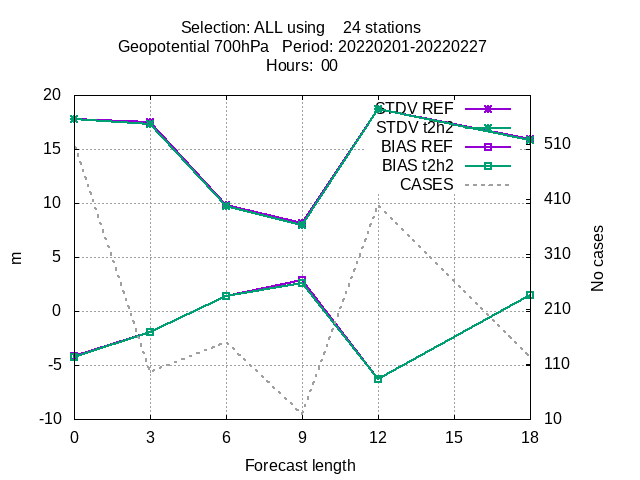 Selection: ALL using 24 stations
Geopotential 700hPa Period: 20220201-20220227
Hours: 00
STDV REF
STDV t2h2
BIAS REF
BIAS t2h2
CASES
20
15
10
5
0
-5
-10
m
510
410
310
210
110
10
No cases
0 3 6 9 12 15 18
Forecast length